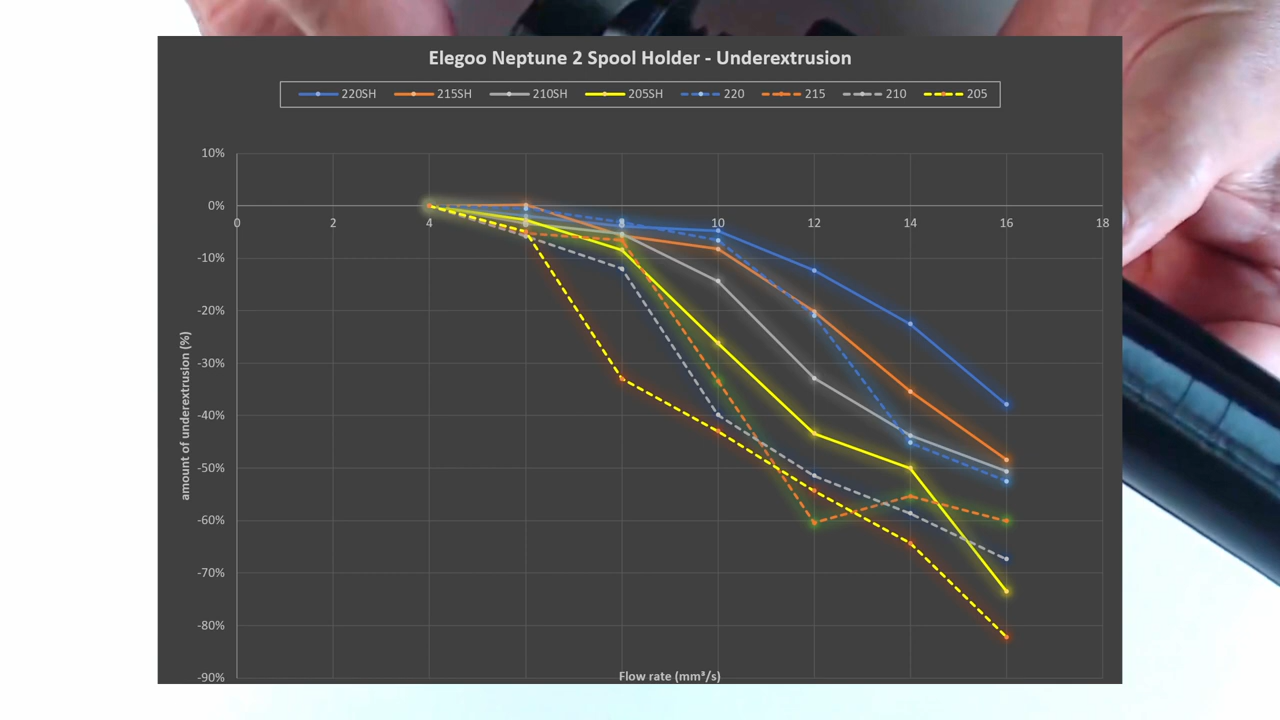 Elegoo Neptune 2 Spool Holder - Underextrusion
220SH 215SH 210SH 205SH 220 215 210 205
10%
0%
0 2 4 6 8 10 12 14 16 18
-10%
-20%
-30%
-40%
-50%
-60%
-70%
-80%
-90%
amount of underextrusion (%)
Flow rate (mm³/s)